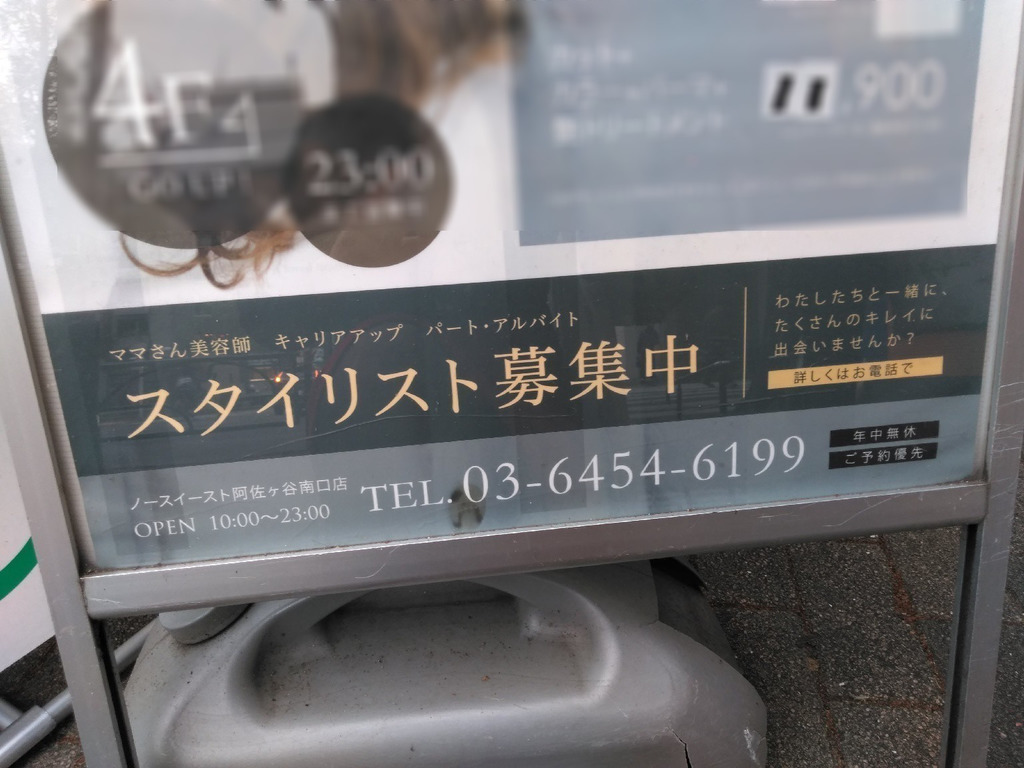 4F
23:00
,900
ママさん美容師 キャリアアップ パート・アルバイト
スタイリスト募集中
わたしたちと一緒に、
たくさんのキレイに
出会いませんか？
詳しくはお電話で
ノースイースト阿佐ヶ谷南口店
OPEN 10:00〜23:00
TEL. 03-6454-6199
年中無休
ご予約優先